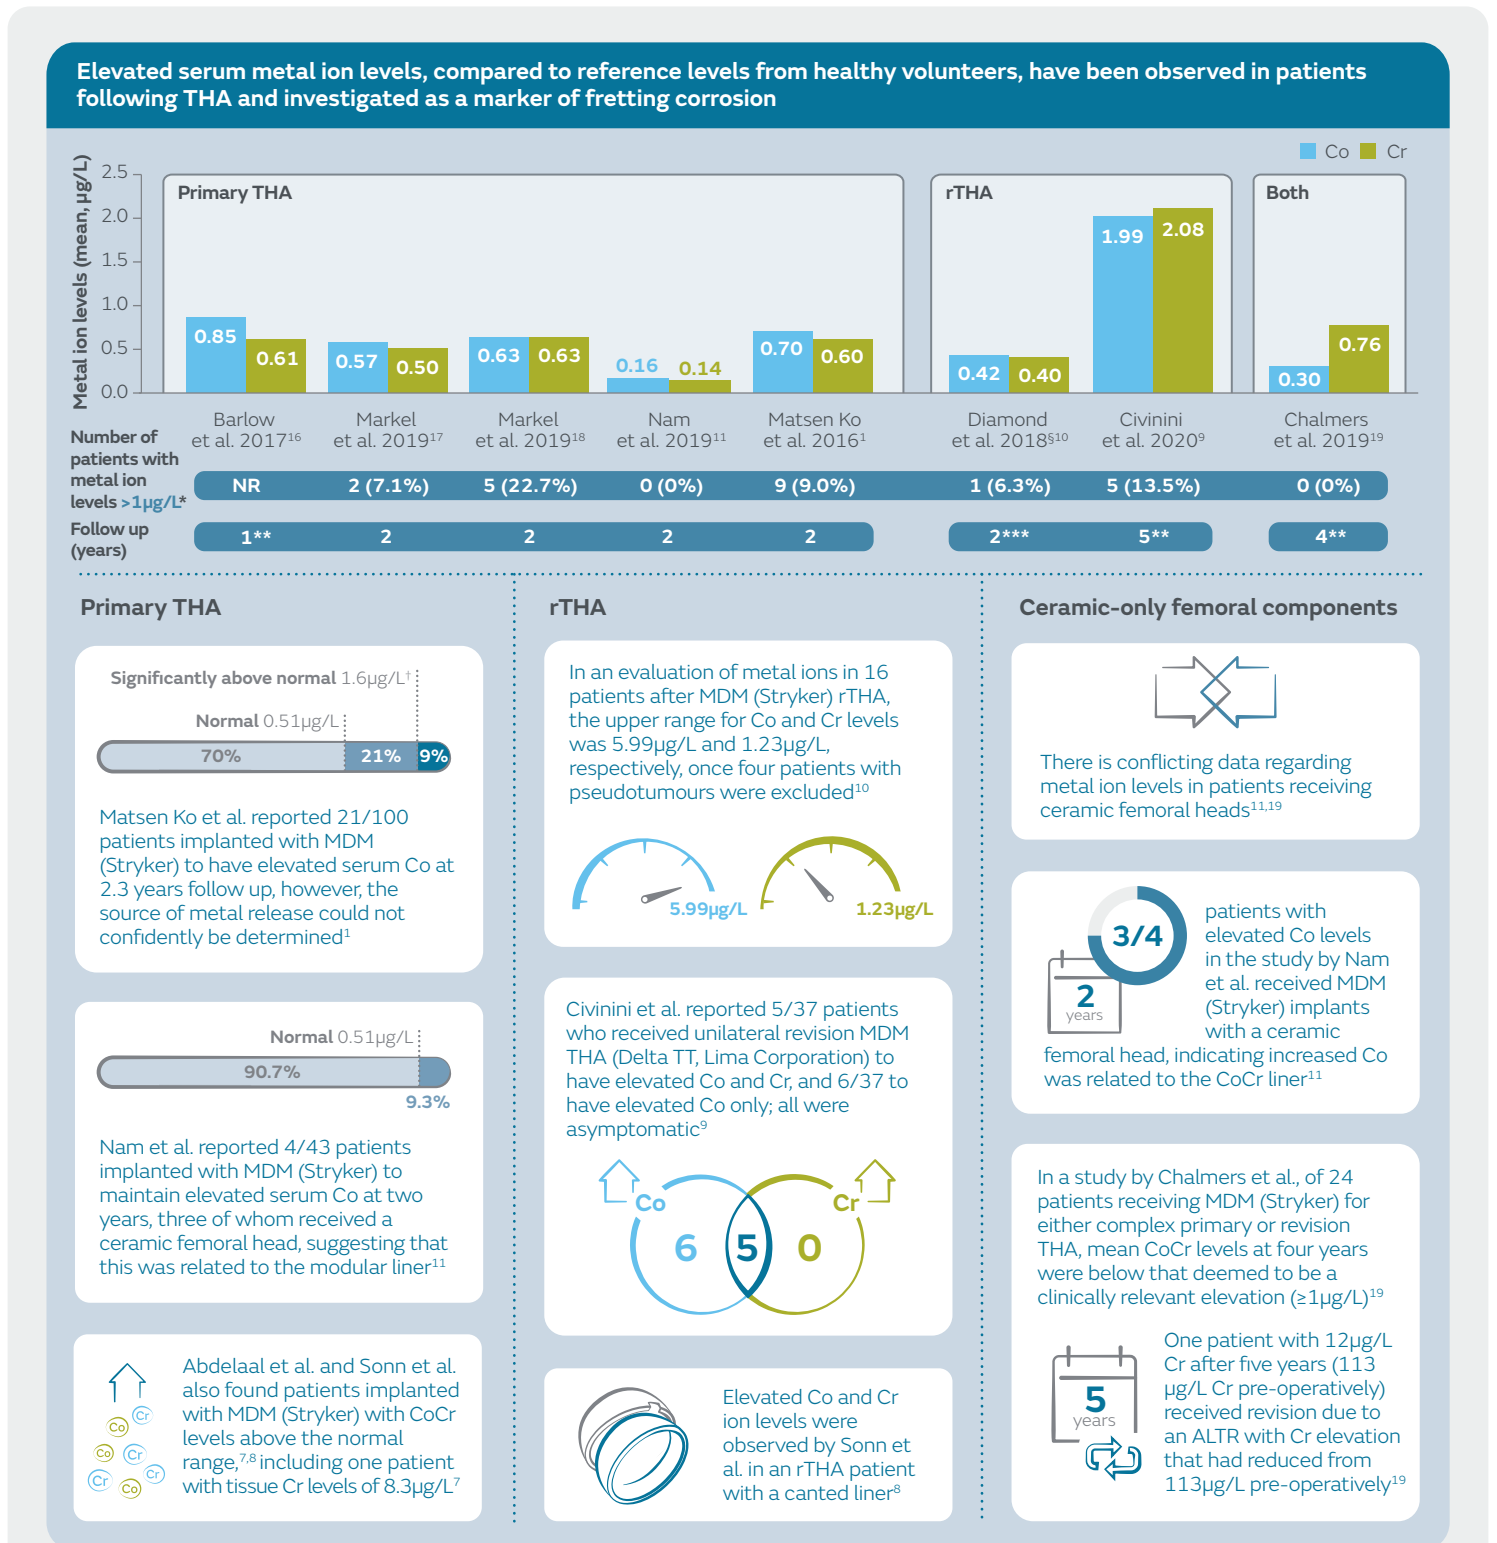 Elevated serum metal ion levels, compared to reference levels from healthy volunteers, have been observed in patients
following THA and investigated as a marker of fretting corrosion
Co Cr
Metal ion levels (mean, µg/L)
2.5
2.0
1.5
1.0
0.5
0.0
Primary THA
0.85 0.61 0.57 0.50 0.63 0.63 0.16 0.14 0.70 0.60
rTHA
0.42 0.40 1.99 2.08
Both
0.30 0.76
Barlow
et al. 2017¹⁶
Markel
et al. 2019¹⁷
Markel
et al. 2019¹⁸
Nam
et al. 2019¹¹
Matsen Ko
et al. 2016¹
Diamond
et al. 2018§¹⁰
Civinini
et al. 2020⁹
Chalmers
et al. 2019¹⁹
Number of
patients with
metal ion
levels >1µg/L*
NR 2 (7.1%) 5 (22.7%) 0 (0%) 9 (9.0%) 1 (6.3%) 5 (13.5%) 0 (0%)
Follow up
(years)
1** 2 2 2 2 2*** 5** 4**
Primary THA
Significantly above normal 1.6µg/L†
Normal 0.51µg/L
70% 21% 9%
Matsen Ko et al. reported 21/100
patients implanted with MDM
(Stryker) to have elevated serum Co at
2.3 years follow up, however, the
source of metal release could not
confidently be determined¹
Normal 0.51µg/L
90.7%
9.3%
Nam et al. reported 4/43 patients
implanted with MDM (Stryker) to
maintain elevated serum Co at two
years, three of whom received a
ceramic femoral head, suggesting that
this was related to the modular liner¹¹
Co Cr
Co Cr
Cr Co Cr
Abdelaal et al. and Sonn et al.
also found patients implanted
with MDM (Stryker) with CoCr
levels above the normal
range,⁷,⁸ including one patient
with tissue Cr levels of 8.3µg/L⁷
rTHA
In an evaluation of metal ions in 16
patients after MDM (Stryker) rTHA,
the upper range for Co and Cr levels
was 5.99µg/L and 1.23µg/L,
respectively, once four patients with
pseudotumours were excluded¹⁰
5.99µg/L 1.23µg/L
Civinini et al. reported 5/37 patients
who received unilateral revision MDM
THA (Delta TT, Lima Corporation) to
have elevated Co and Cr, and 6/37 to
have elevated Co only; all were
asymptomatic⁹
Co Cr
6 5 0
Elevated Co and Cr
ion levels were
observed by Sonn et
al. in an rTHA patient
with a canted liner⁸
Ceramic-only femoral components
There is conflicting data regarding
metal ion levels in patients receiving
ceramic femoral heads¹¹,¹⁹
3/4
2
years
patients with
elevated Co levels
in the study by Nam
et al. received MDM
(Stryker) implants
with a ceramic
femoral head, indicating increased Co
was related to the CoCr liner¹¹
In a study by Chalmers et al., of 24
patients receiving MDM (Stryker) for
either complex primary or revision
THA, mean CoCr levels at four years
were below that deemed to be a
clinically relevant elevation (≥1µg/L)¹⁹
5
years
One patient with 12µg/L
Cr after five years (113
µg/L Cr pre-operatively)
received revision due to
an ALTR with Cr elevation
that had reduced from
113µg/L pre-operatively¹⁹